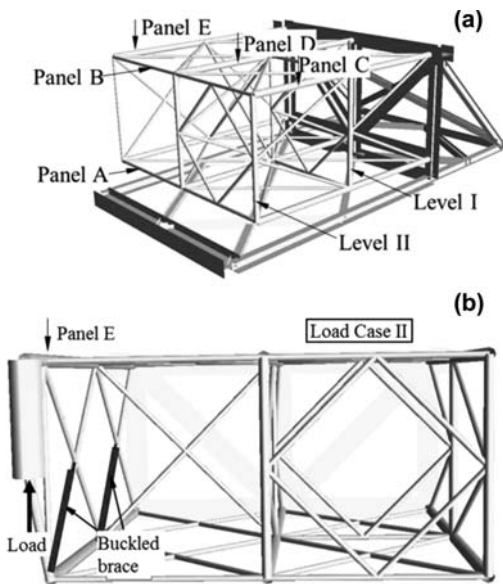 (a)
Panel E
Panel D
Panel B
Panel C
Panel A
Level I
Level II
(b)
Panel E
Load Case II
Load
Buckled
brace